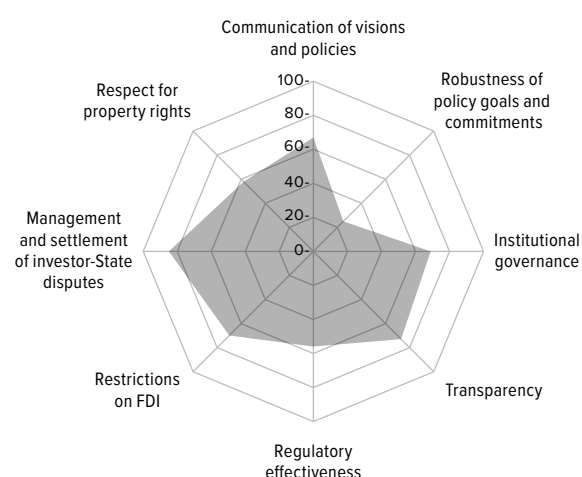 Communication of visions
and policies
Robustness of
policy goals and
commitments
Institutional
governance
Transparency
Regulatory
effectiveness
Restrictions
on FDI
Management
and settlement
of investor-State
disputes
Respect for
property rights
100-
80-
60-
40-
20-
0-